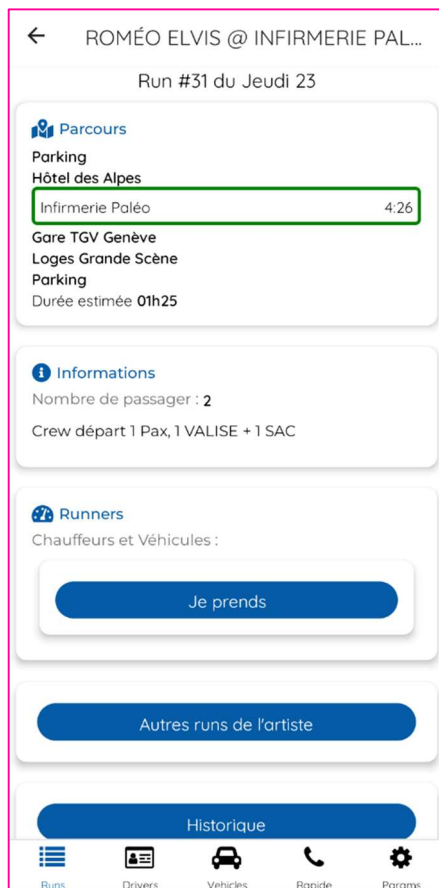 ROMÉO ELVIS @ INFIRMERIE PAL...
Run #31 du Jeudi 23
Parcours
Parking
Hôtel des Alpes
Infirmerie Paléo 4:26
Gare TGV Genève
Loges Grande Scène
Parking
Durée estimée 01h25
Informations
Nombre de passager : 2
Crew départ 1 Pax, 1 VALISE + 1 SAC
Runners
Chauffeurs et Véhicules :
Je prends
Autres runs de l'artiste
Historique
Runs Drivers Vehicles Rapide Params